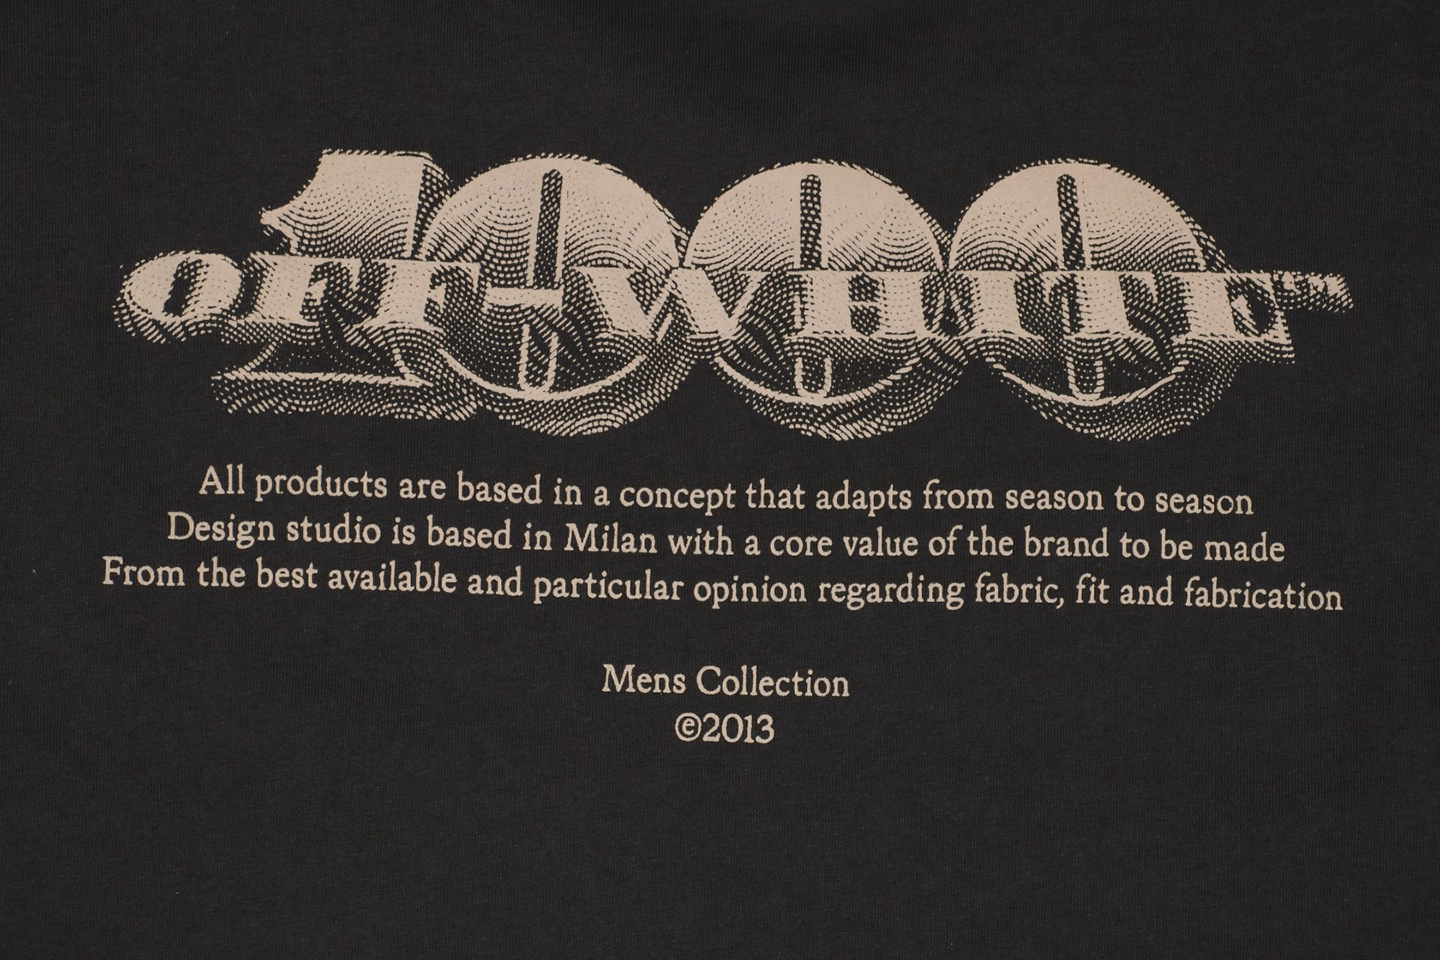 1000
OFF-WHITE™
All products are based in a concept that adapts from season to season
Design studio is based in Milan with a core value of the brand to be made
From the best available and particular opinion regarding fabric, fit and fabrication
Mens Collection
©2013